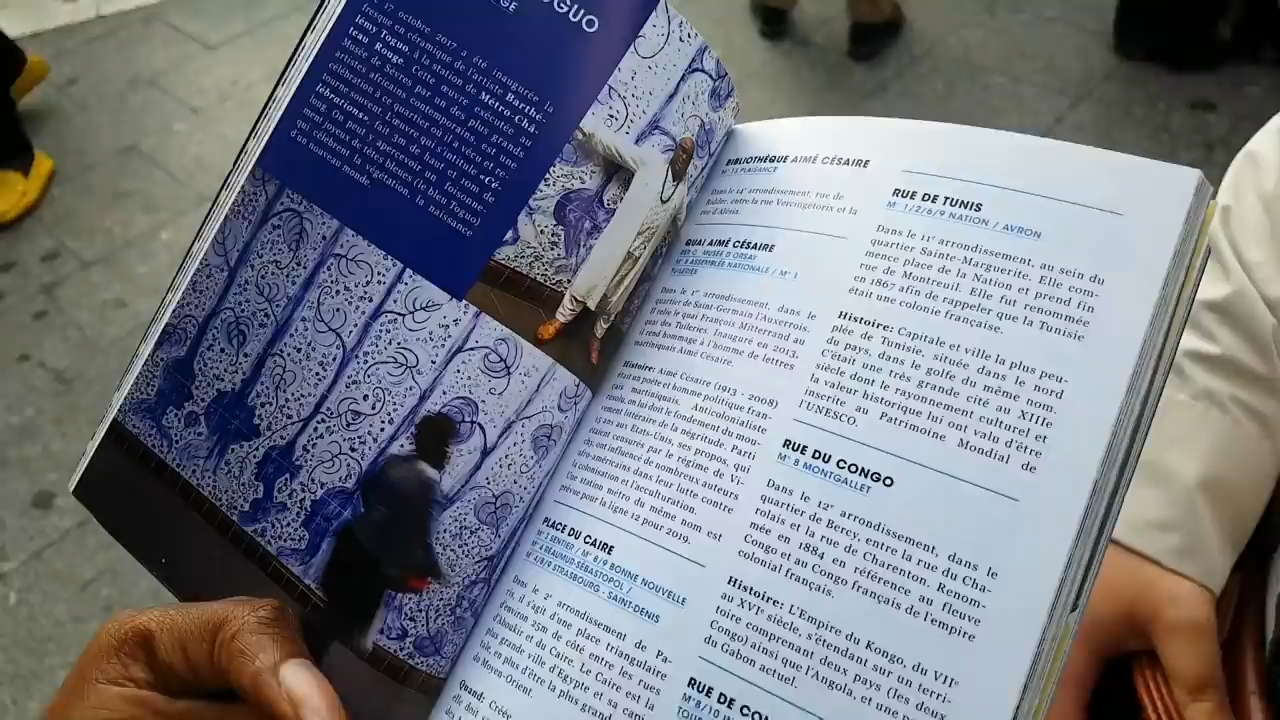 OGUO
GE
Le 17 octobre 2017 a été inaugurée la
fresque en céramique de l'artiste Barthé-
lémy Toguo à la station de Métro-Châ-
teau Rouge. Cette œuvre exécutée au
Musée de Sèvres par un des plus grands
artistes africains contemporains, est une
célébration à ce quartier où il a vécu et re-
tourne souvent. L'œuvre qui s'intitule «Cé-
lébrations», fait 3m de haut et 10m de
long. On peut y apercevoir un foisonne-
ment joyeux de têtes bleues (le bleu Toguo)
qui célèbrent la végétation, la naissance
d'un nouveau monde.
BIBLIOTHÈQUE AIMÉ CÉSAIRE
M° 13 PLAISANCE
Dans le 14e arrondissement, rue de
Ridder, entre la rue Vercingétorix et la
rue d'Alésia.
QUAI AIMÉ CÉSAIRE
RER C MUSÉE D'ORSAY
M° 8 ASSEMBLÉE NATIONALE / M° 1
TUILERIES
Dans le 1er arrondissement, dans le
quartier de Saint-Germain l'Auxerrois.
Il relie le quai François Mitterrand au
quai des Tuileries. Inauguré en 2013,
il rend hommage à l'homme de lettres
martiniquais Aimé Césaire.
Histoire: Aimé Césaire (1913 - 2008)
était un poète et homme politique fran-
çais martiniquais. Anticolonialiste
résolu, on lui doit le fondement du mou-
vement littéraire de la négritude. Parti
15 ans aux Etats-Unis, ses propos, qui
étaient censurés par le régime de Vi-
chy, ont influencé de nombreux auteurs
afro-américains dans leur lutte contre
la colonisation et l'acculturation.
Une station métro du même nom est
prévue pour la ligne 12 pour 2019.
PLACE DU CAIRE
M°3 SENTIER / M° 8/9 BONNE NOUVELLE
M°4 RÉAUMUR-SÉBASTOPOL /
M°4/8/9 STRASBOURG - SAINT-DENIS
Dans le 2e arrondissement de Pa-
ris, il s'agit d'une place triangulaire
d'environ 25m de côté entre les rues
d'Aboukir et du Caire. Le Caire est la
plus grande ville d'Egypte et sa capi-
tale, en plus d'être la plus grand
du Moyen-Orient.
Quand: Créée
elle doit s
RUE DE TUNIS
M° 1/2/6/9 NATION / AVRON
Dans le 11e arrondissement, au sein du
quartier Sainte-Marguerite. Elle com-
mence place de la Nation et prend fin
rue de Montreuil. Elle fut renommée
en 1867 afin de rappeler que la Tunisie
était une colonie française.
Histoire: Capitale et ville la plus peu-
plée de Tunisie, située dans le nord
du pays, dans le golfe du même nom.
C'était une très grande cité au XIIIe
siècle dont le rayonnement culturel et
la valeur historique lui ont valu d'être
inscrite au Patrimoine Mondial de
l'UNESCO.
RUE DU CONGO
M° 8 MONTGALLET
Dans le 12e arrondissement, dans le
quartier de Bercy, entre la rue du Cha-
rolais et la rue de Charenton. Renom-
mée en 1884 en référence au fleuve
Congo et au Congo français de l'empire
colonial français.
Histoire: L'Empire du Kongo, du VIIe
au XVIe siècle, s'étendait sur un terri-
toire comprenant deux pays (les deux
Congo) ainsi que l'Angola, et une p
du Gabon actuel.
RUE DE CO
M°8/10